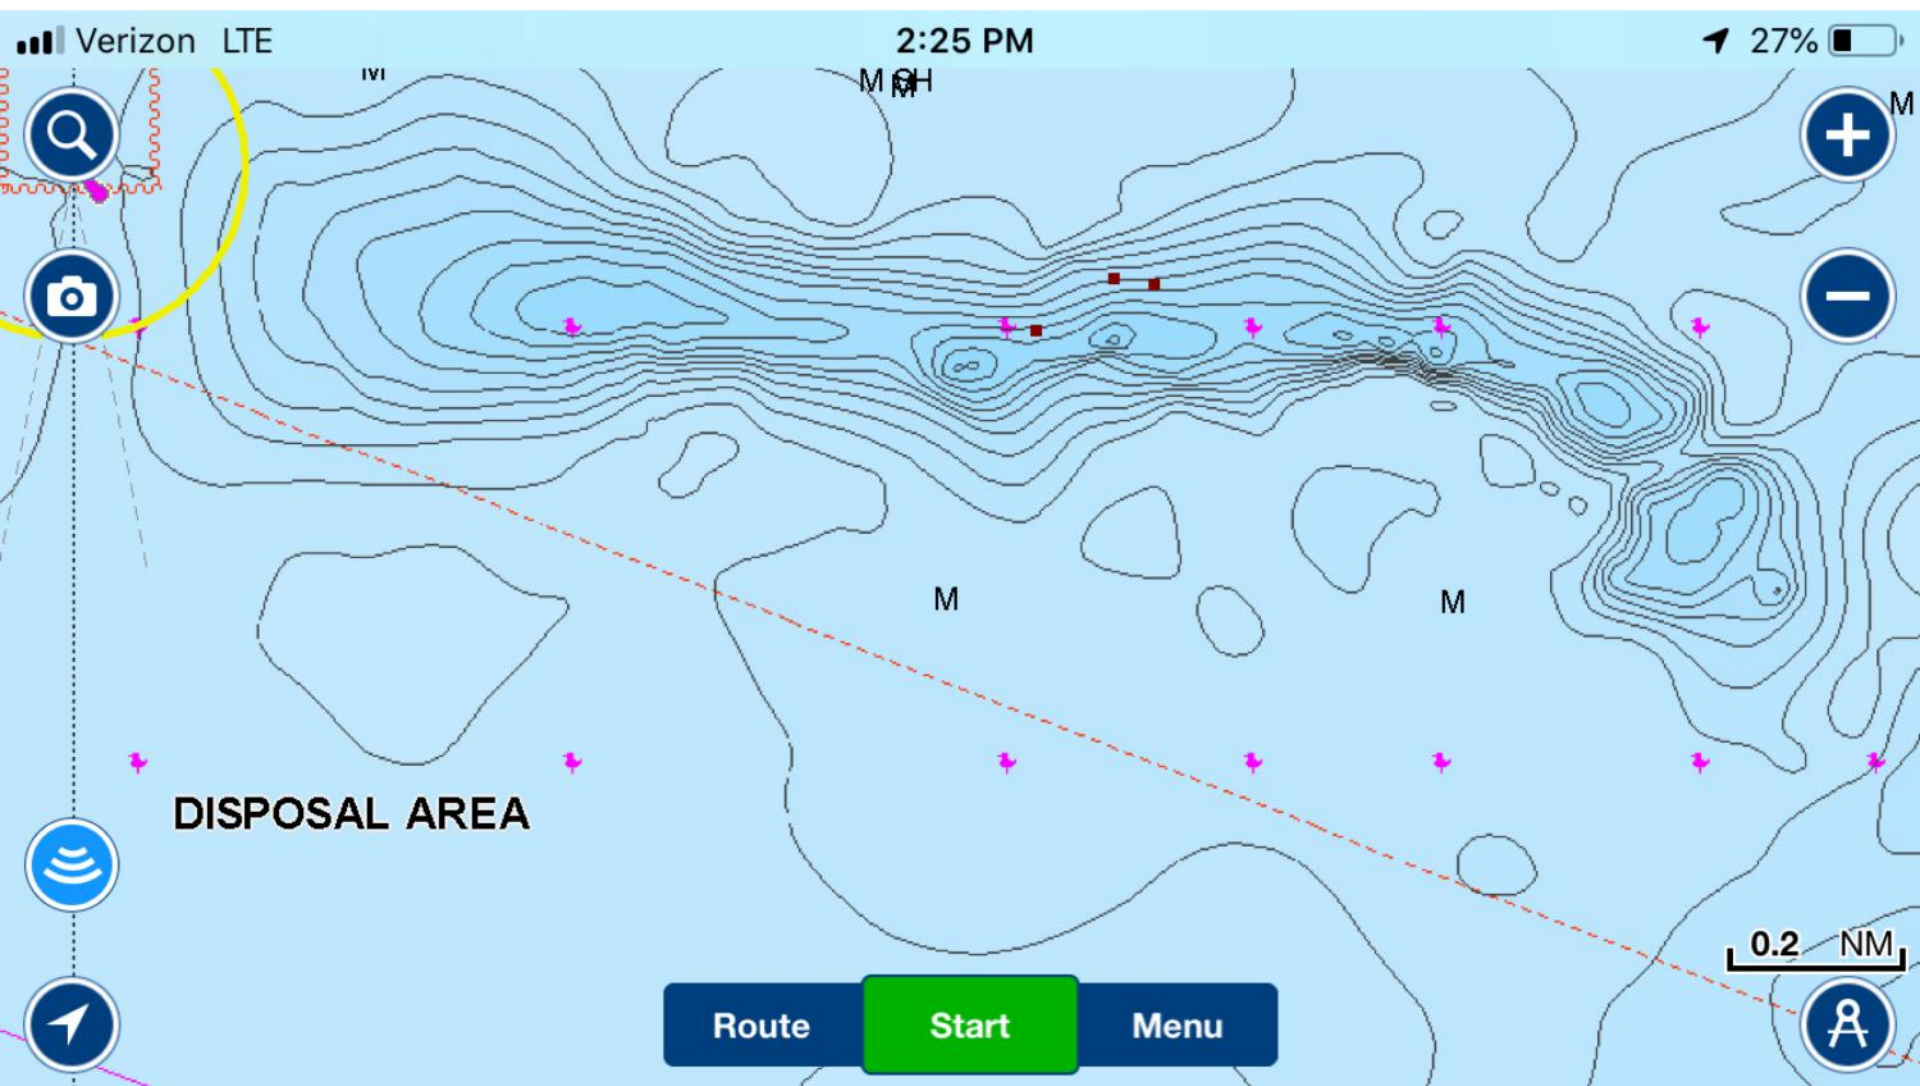 Verizon LTE
2:25 PM
27%
M
M
M
M
M
DISPOSAL AREA
0.2 NM
Route
Start
Menu